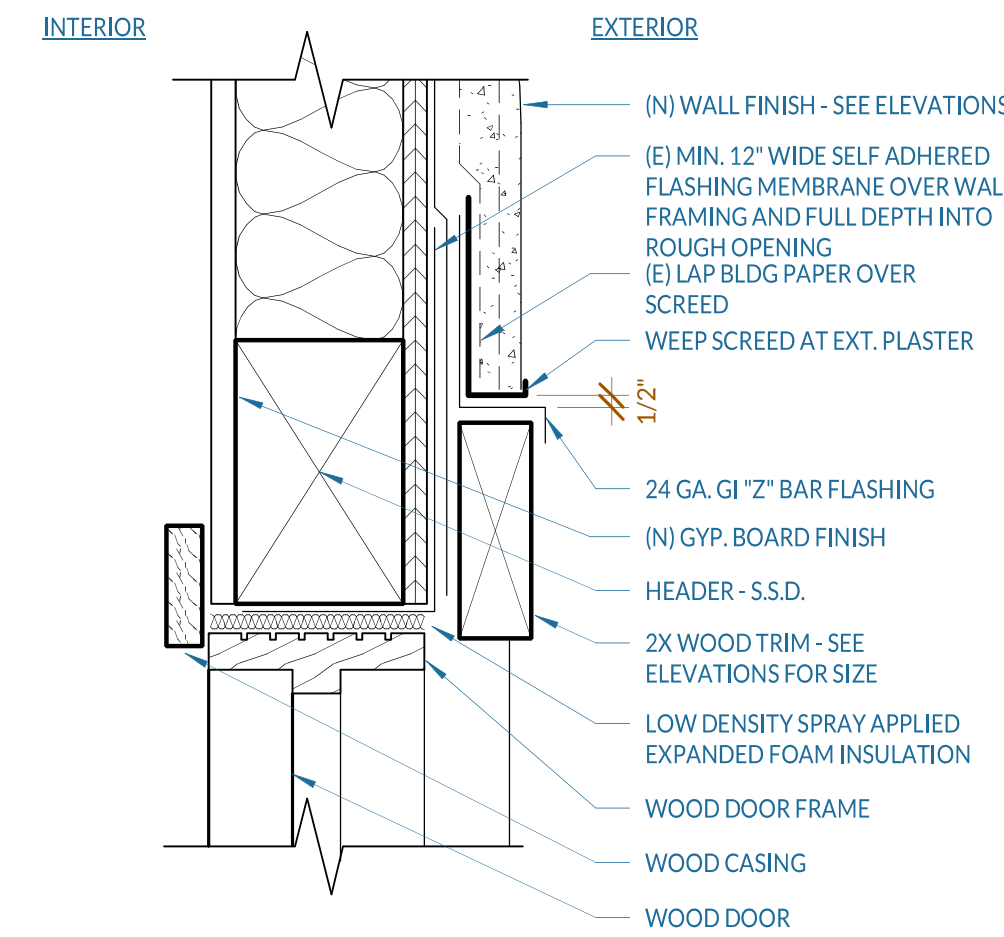 INTERIOR
EXTERIOR
(N) WALL FINISH - SEE ELEVATIONS
(E) MIN. 12" WIDE SELF ADHERED
FLASHING MEMBRANE OVER WAL
FRAMING AND FULL DEPTH INTO
ROUGH OPENING
(E) LAP BLDG PAPER OVER
SCREED
WEEP SCREED AT EXT. PLASTER
1/2"
24 GA. GI "Z" BAR FLASHING
(N) GYP. BOARD FINISH
HEADER - S.S.D.
2X WOOD TRIM - SEE
ELEVATIONS FOR SIZE
LOW DENSITY SPRAY APPLIED
EXPANDED FOAM INSULATION
WOOD DOOR FRAME
WOOD CASING
WOOD DOOR